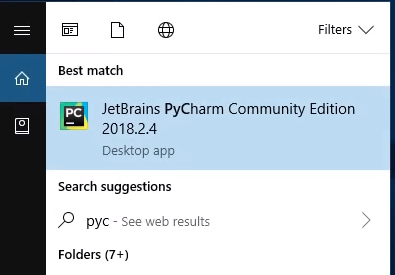 Filters
Best match
PC
JetBrains PyCharm Community Edition
2018.2.4
Desktop app
Search suggestions
pyc - See web results
Folders (7+)